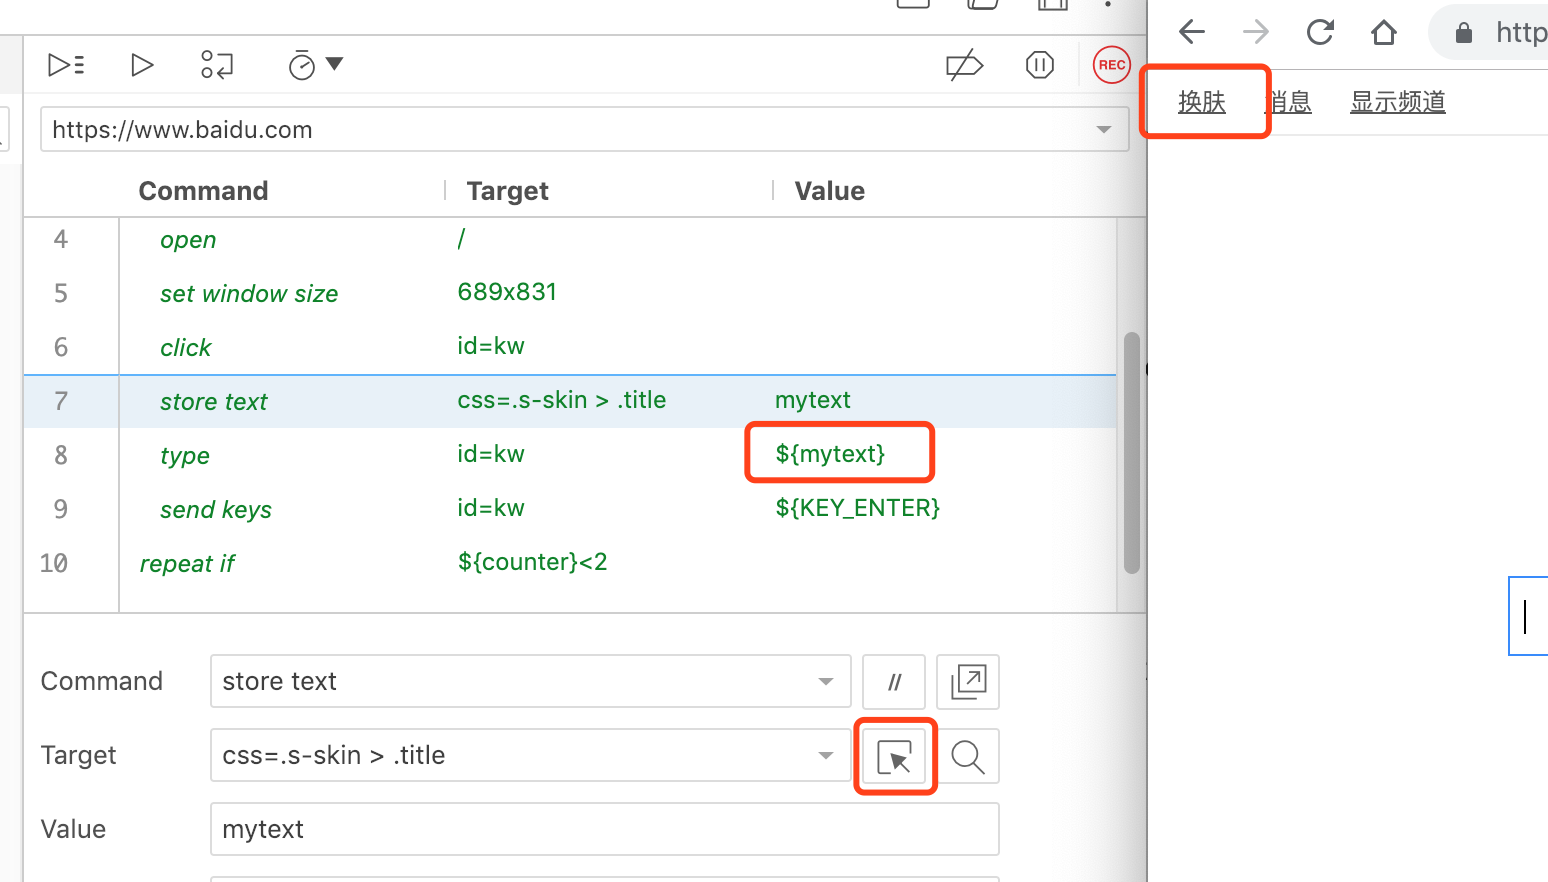 REC
http
换肤
消息
显示频道
https://www.baidu.com
Command Target Value
4 open /
5 set window size 689x831
6 click id=kw
7 store text css=.s-skin > .title mytext
8 type id=kw ${mytext}
9 send keys id=kw ${KEY_ENTER}
10 repeat if ${counter}<2
Command store text //
Target css=.s-skin > .title
Value mytext